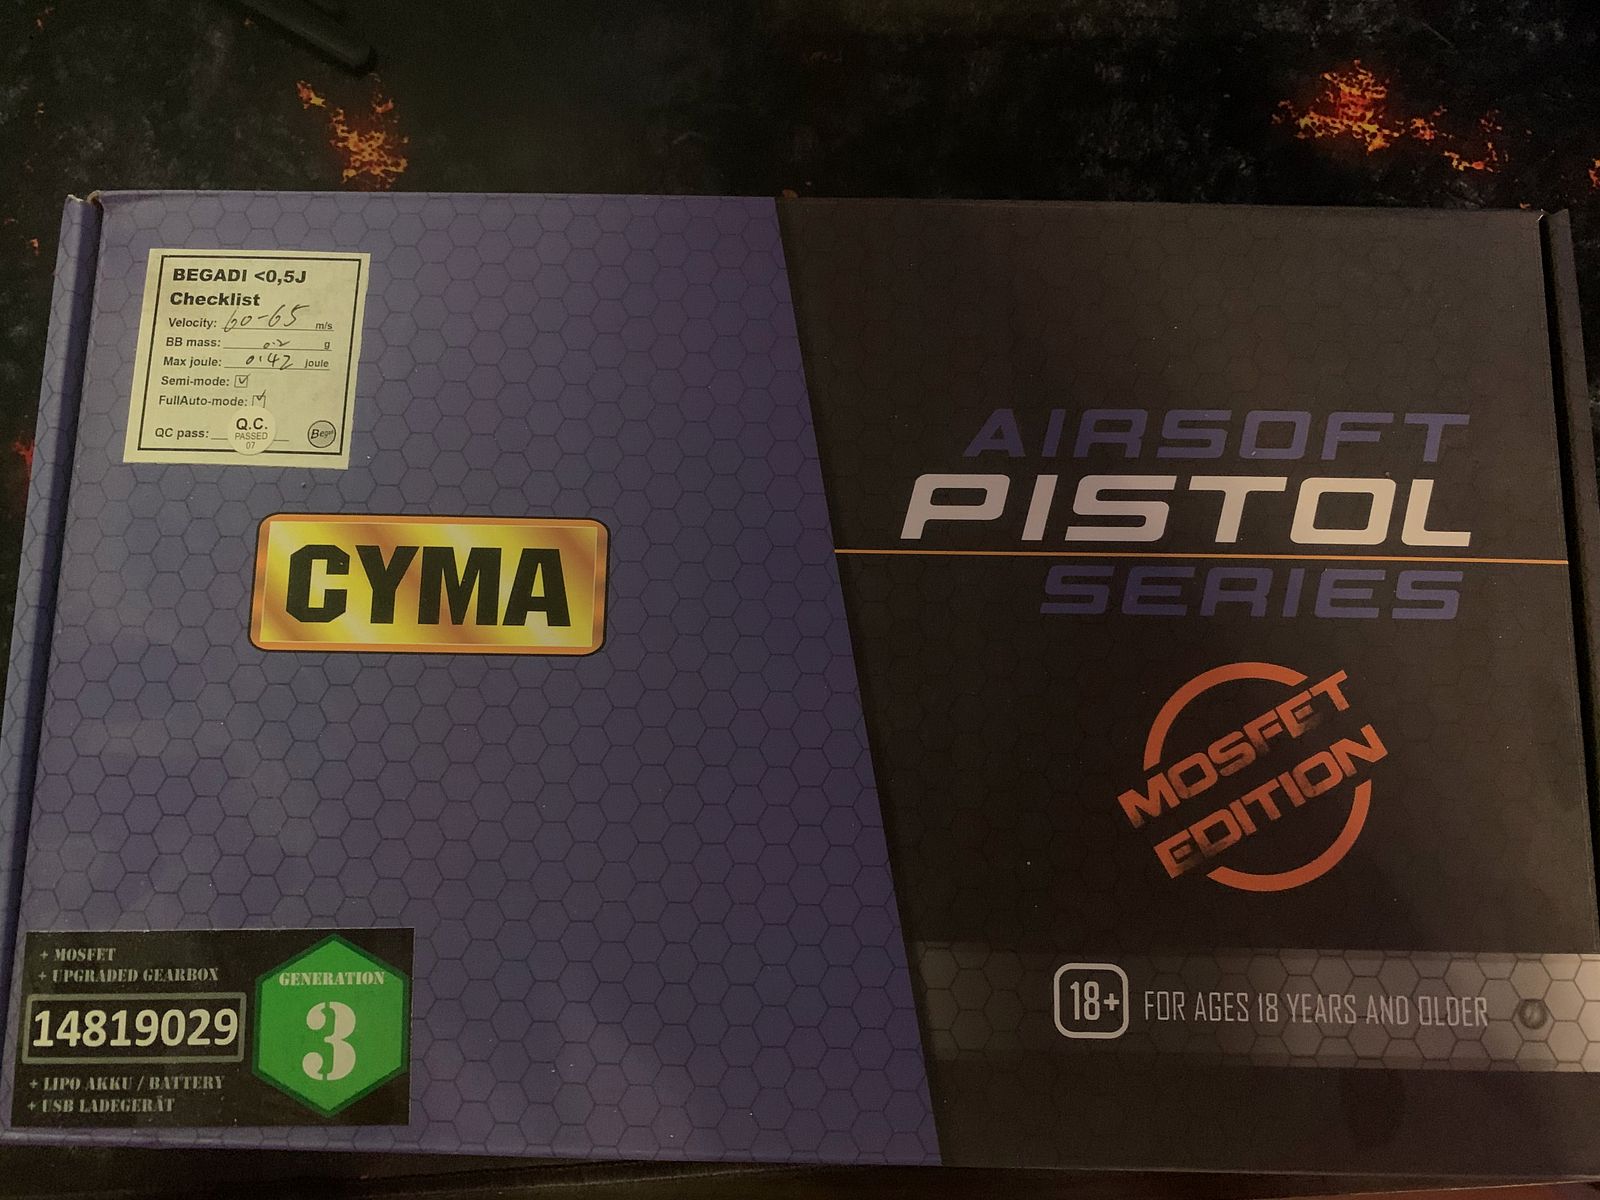 BEGADI <0,5J
Checklist
Velocity: 60-65 m/s
BB mass: 0.2 g
Max joule: 0.42 joule
Semi-mode: ☑
FullAuto-mode: ☑
QC pass: Q.C.
PASSED
07
CYMA
AIRSOFT
PISTOL
SERIES
MOSFET
EDITION
18+ FOR AGES 18 YEARS AND OLDER
+ MOSFET
+ UPGRADED GEARBOX
14819029
+ LIPO AKKU / BATTERY
+ USB LADEGERÄT
GENERATION
3